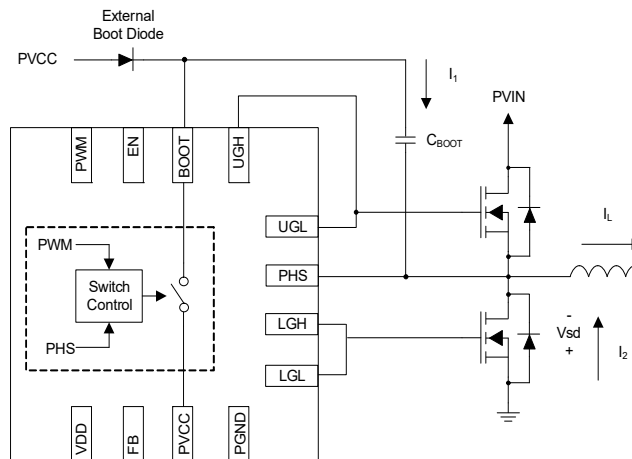 External
Boot Diode
PVCC
I1
PVIN
CBOOT
PWM
EN
BOOT
UGH
UGL
IL
PWM
PHS
Switch
Control
LGH
-
Vsd
+
I2
PHS
LGL
VDD
FB
PVCC
PGND